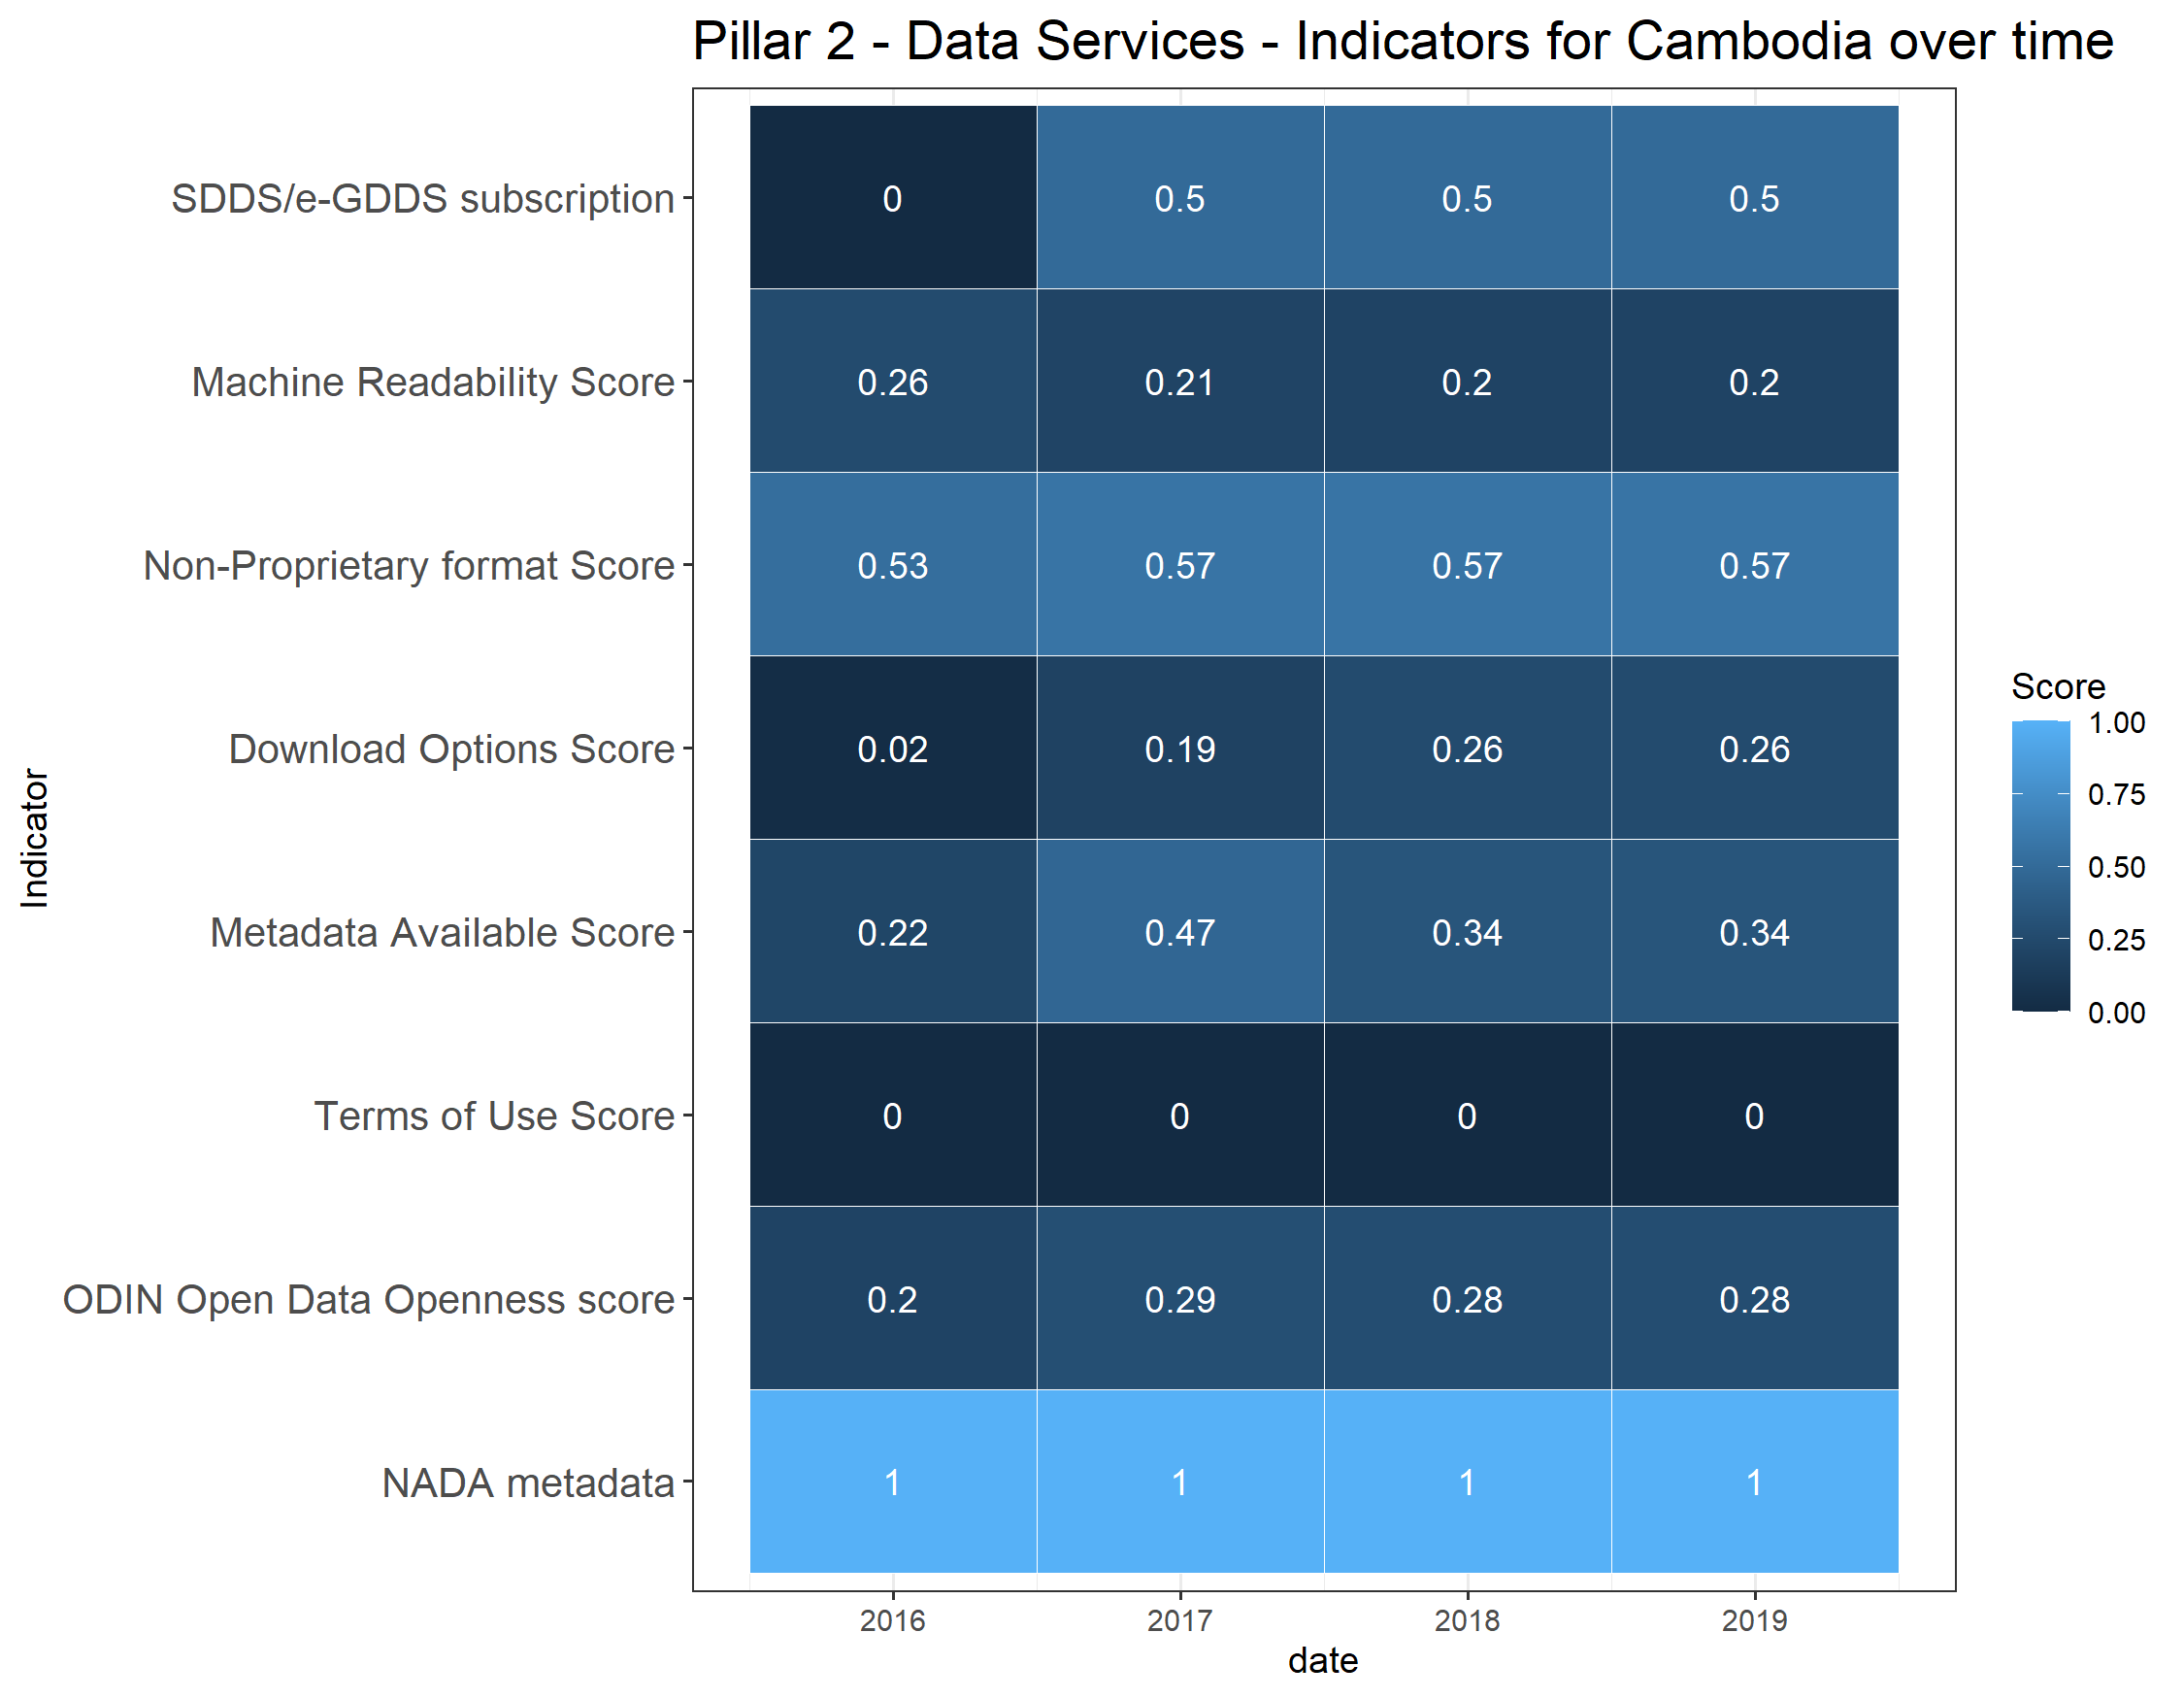 Pillar 2 - Data Services - Indicators for Cambodia over time
SDDS/e-GDDS subscription 0 0.5 0.5 0.5
Machine Readability Score 0.26 0.21 0.2 0.2
Non-Proprietary format Score 0.53 0.57 0.57 0.57
Download Options Score 0.02 0.19 0.26 0.26
Metadata Available Score 0.22 0.47 0.34 0.34
Terms of Use Score 0 0 0 0
ODIN Open Data Openness score 0.2 0.29 0.28 0.28
NADA metadata 1 1 1 1
2016 2017 2018 2019
date
Indicator
Score
1.00
0.75
0.50
0.25
0.00